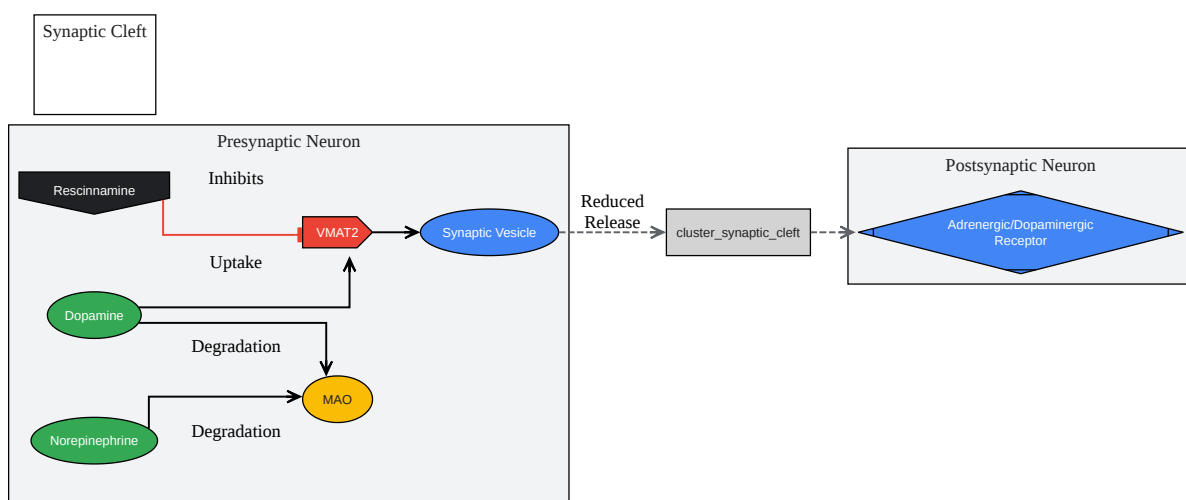 Synaptic Cleft
Presynaptic Neuron
Rescinnamine
Inhibits
VMAT2
Synaptic Vesicle
Uptake
Dopamine
Degradation
MAO
Norepinephrine
Degradation
Reduced
Release
cluster_synaptic_cleft
Postsynaptic Neuron
Adrenergic/Dopaminergic
Receptor